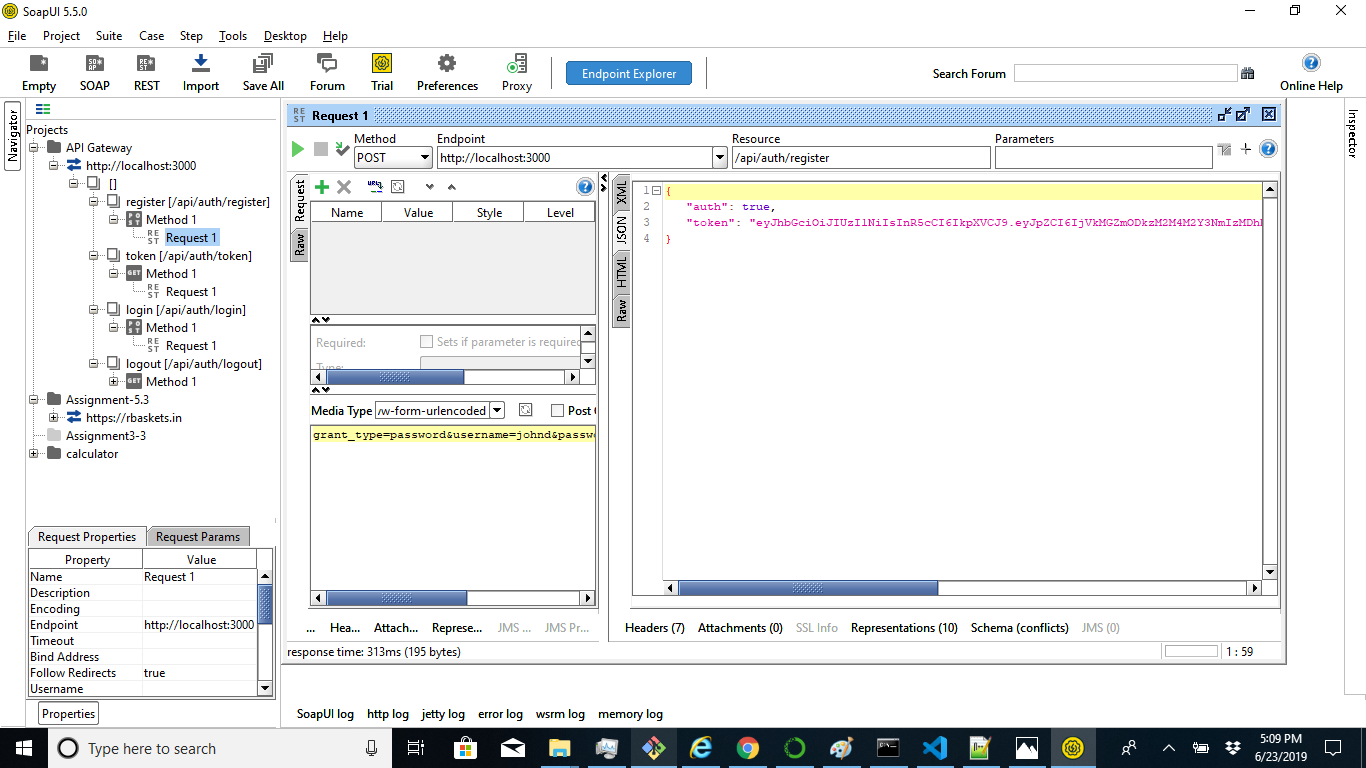 SoapUI 5.5.0
File Project Suite Case Step Tools Desktop Help
Empty SOAP REST Import Save All Forum Trial Preferences Proxy Endpoint Explorer Search Forum Online Help
Navigator
Projects
API Gateway
http://localhost:3000
[]
register [/api/auth/register]
Method 1
Request 1
token [/api/auth/token]
Method 1
Request 1
login [/api/auth/login]
Method 1
Request 1
logout [/api/auth/logout]
Method 1
Assignment-5.3
https://rbaskets.in
Assignment3-3
calculator
Request Properties Request Params
Property Value
Name Request 1
Description
Encoding
Endpoint http://localhost:3000
Timeout
Bind Address
Follow Redirects true
Username
Properties
Request 1
Method Endpoint Resource Parameters
POST http://localhost:3000 /api/auth/register
Request
Raw
Name Value Style Level
Required: Sets if parameter is required
Type:
Media Type w-form-urlencoded Post
grant_type=password&username=johnd&passwo
... Hea... Attach... Represe... JMS ... JMS Pr...
XML
JSON
HTML
Raw
1 {
2 "auth": true,
3 "token": "eyJhbGciOiJIUzI1NiIsInR5cCI6IkpXVCJ9.eyJpZCI6IjVkMGZmODkzM2M4M2Y3NmIzMDhl
4 }
Headers (7) Attachments (0) SSL Info Representations (10) Schema (conflicts) JMS (0)
response time: 313ms (195 bytes) 1 : 59
Inspector
SoapUI log http log jetty log error log wsrm log memory log
Type here to search
5:09 PM
6/23/2019